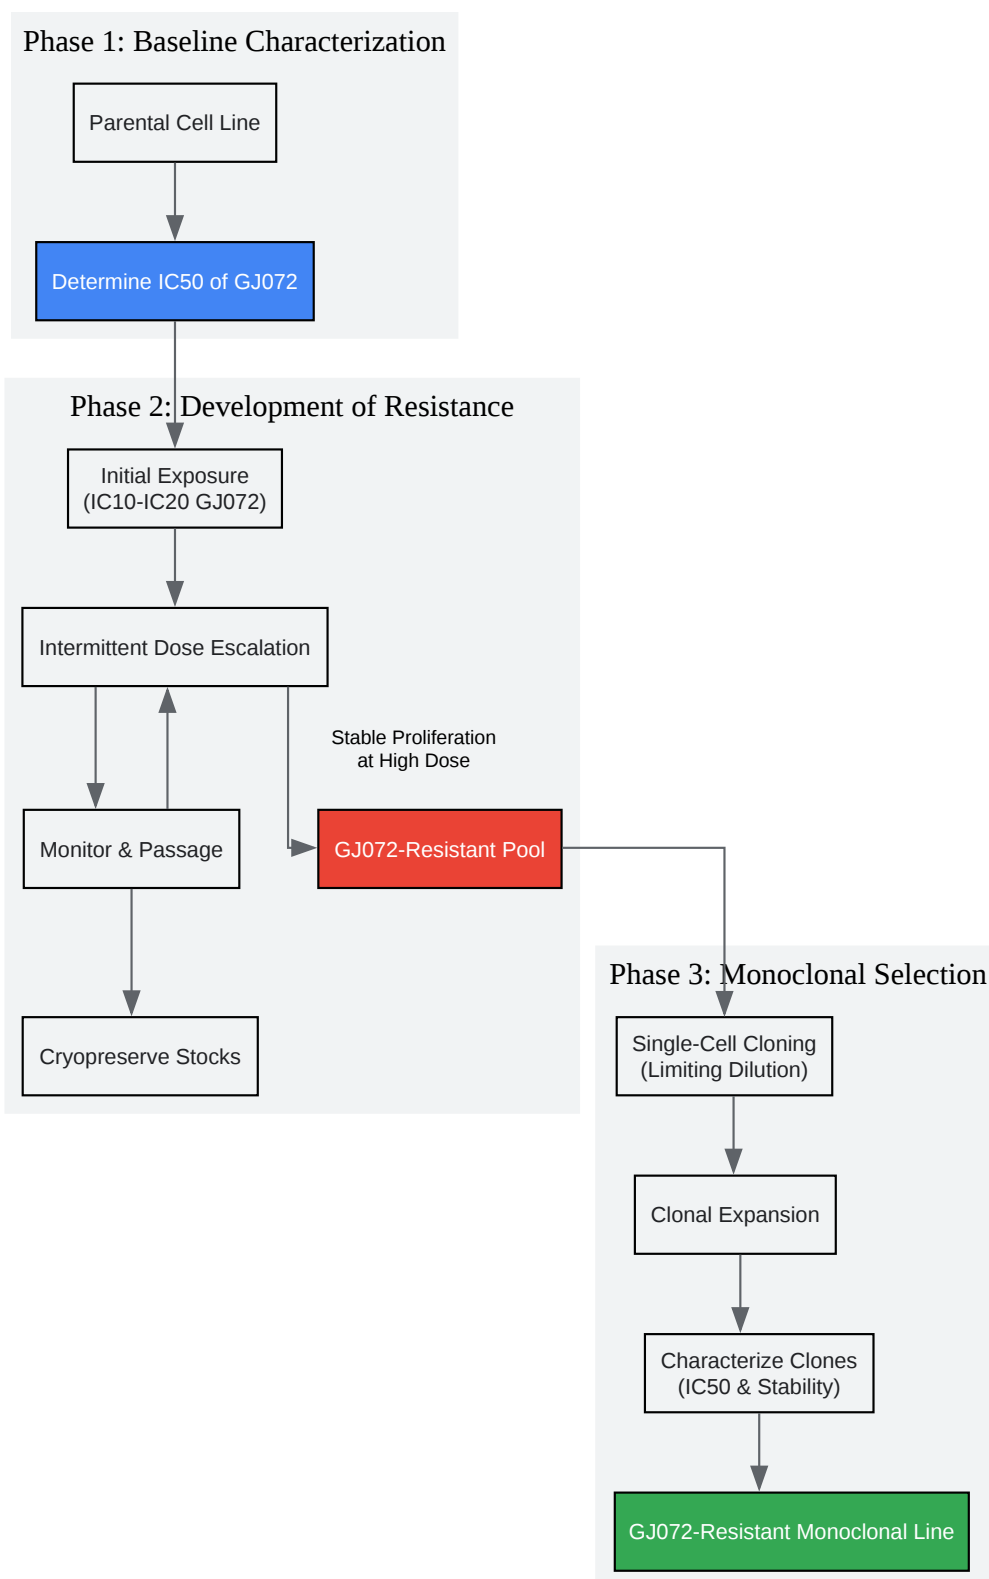 Phase 1: Baseline Characterization
Parental Cell Line
Determine IC50 of GJ072
Phase 2: Development of Resistance
Initial Exposure
(IC10-IC20 GJ072)
Intermittent Dose Escalation
Stable Proliferation
at High Dose
Monitor & Passage
GJ072-Resistant Pool
Cryopreserve Stocks
Phase 3: Monoclonal Selection
Single-Cell Cloning
(Limiting Dilution)
Clonal Expansion
Characterize Clones
(IC50 & Stability)
GJ072-Resistant Monoclonal Line